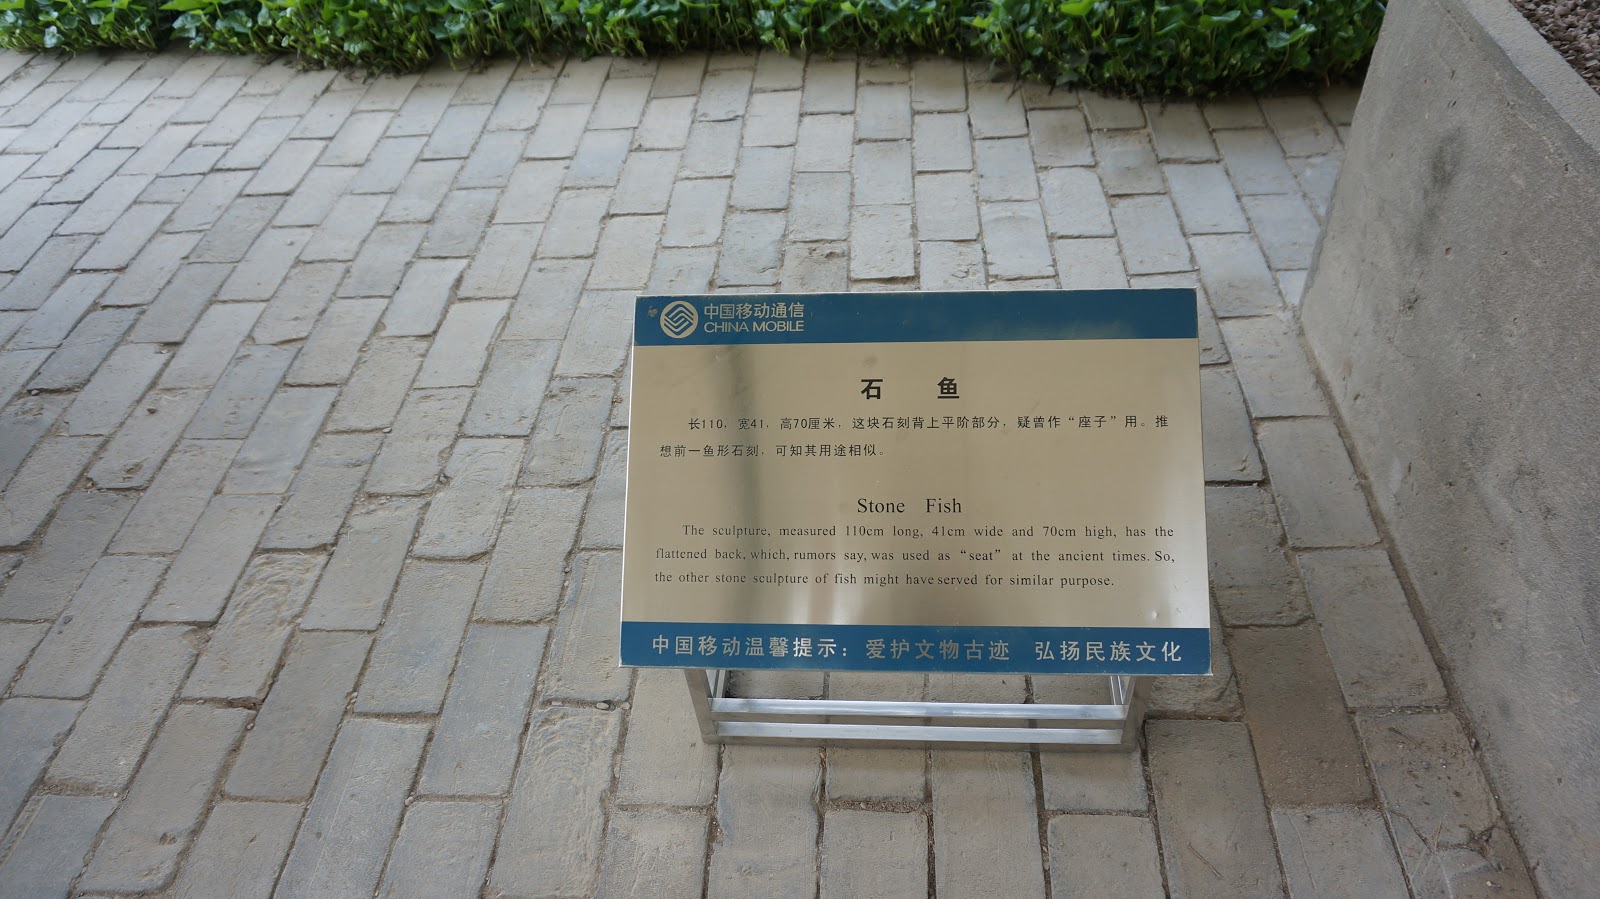 中国移动通信
CHINA MOBILE
石 鱼
长110，宽41，高70厘米，这块石刻背上平阶部分，疑曾作“座子”用。推
想前一鱼形石刻，可知其用途相似。
Stone Fish
The sculpture, measured 110cm long, 41cm wide and 70cm high, has the
flattened back, which, rumors say, was used as “seat” at the ancient times. So,
the other stone sculpture of fish might have served for similar purpose.
中国移动温馨提示：爱护文物古迹 弘扬民族文化